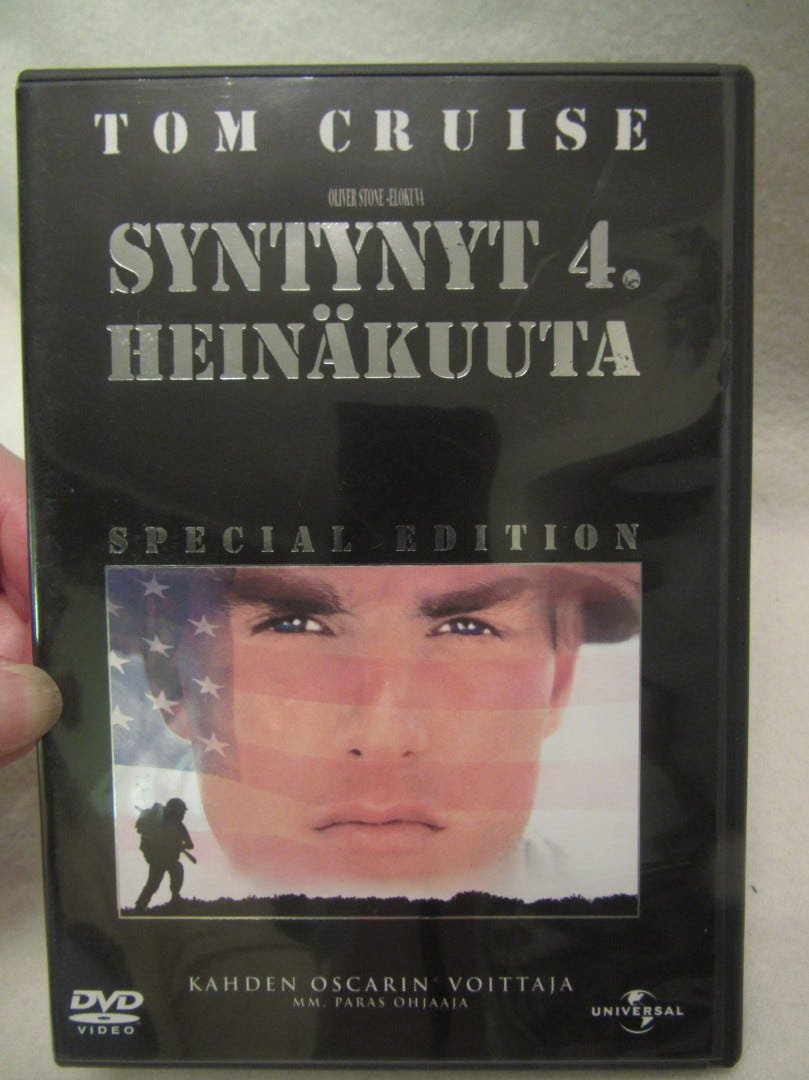 TOM CRUISE
OLIVER STONE -ELOKUVA
SYNTYNYT 4.
HEINÄKUUTA
SPECIAL EDITION
KAHDEN OSCARIN® VOITTAJA
MM. PARAS OHJAAJA
DVD
VIDEO
UNIVERSAL